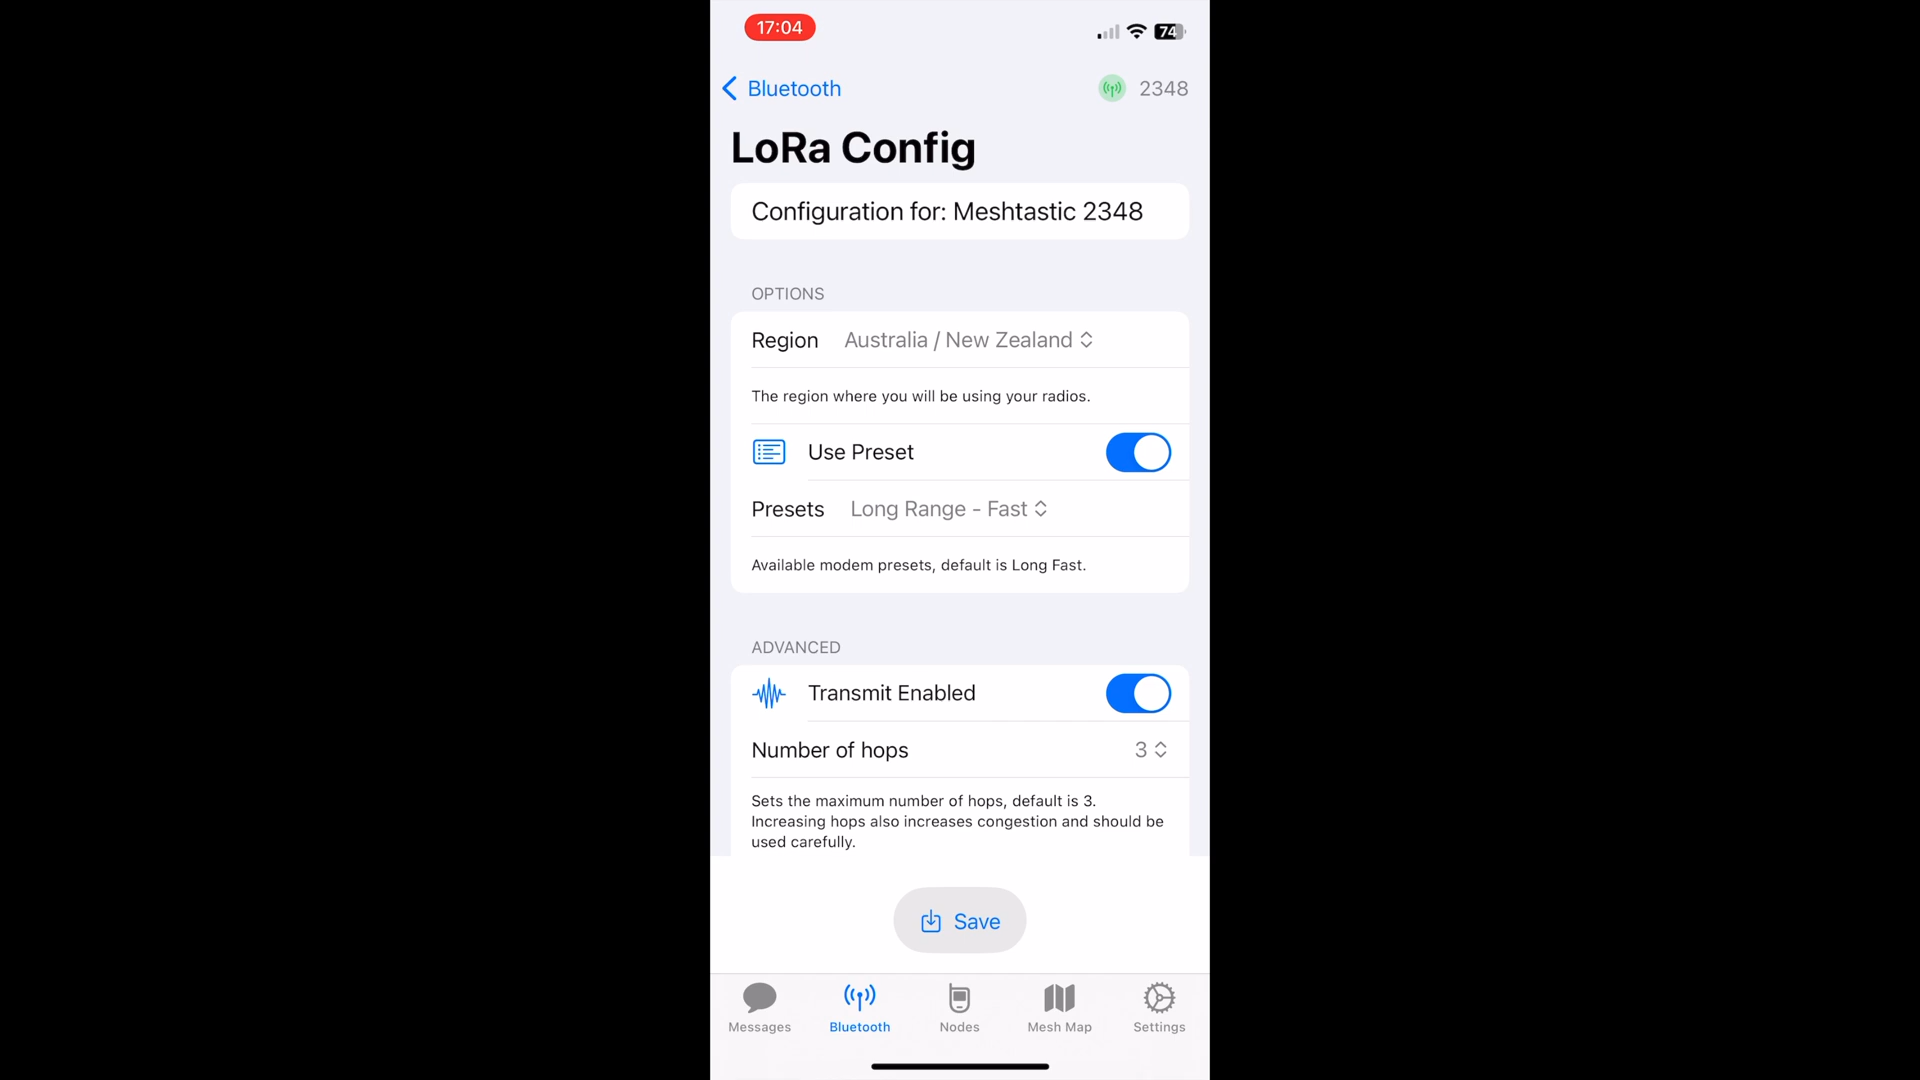 17:04
74
Bluetooth
2348
LoRa Config
Configuration for: Meshtastic 2348
OPTIONS
Region Australia / New Zealand
The region where you will be using your radios.
Use Preset
Presets Long Range - Fast
Available modem presets, default is Long Fast.
ADVANCED
Transmit Enabled
Number of hops 3
Sets the maximum number of hops, default is 3.
Increasing hops also increases congestion and should be
used carefully.
Save
Messages Bluetooth Nodes Mesh Map Settings